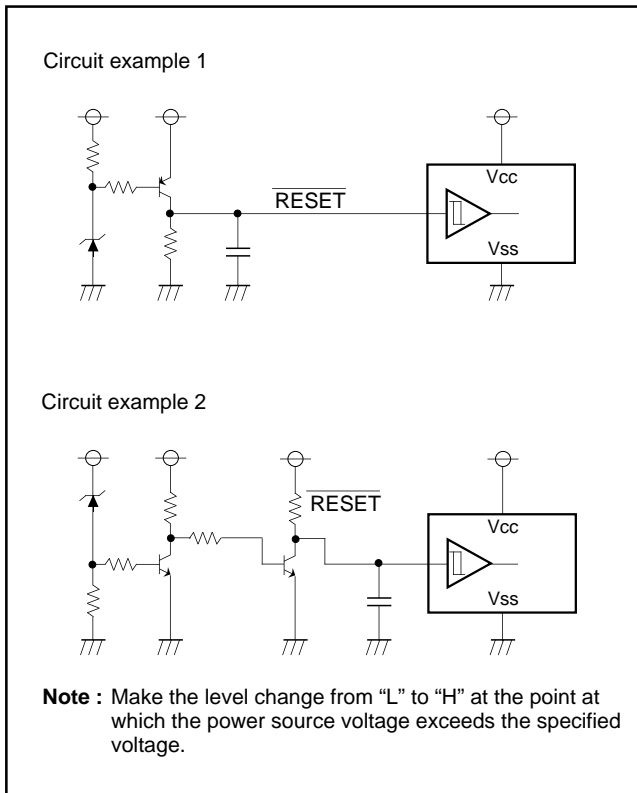 Circuit example 1
RESET
Vcc
Vss
Circuit example 2
RESET
Vcc
Vss
Note : Make the level change from “L” to “H” at the point at
which the power source voltage exceeds the specified
voltage.